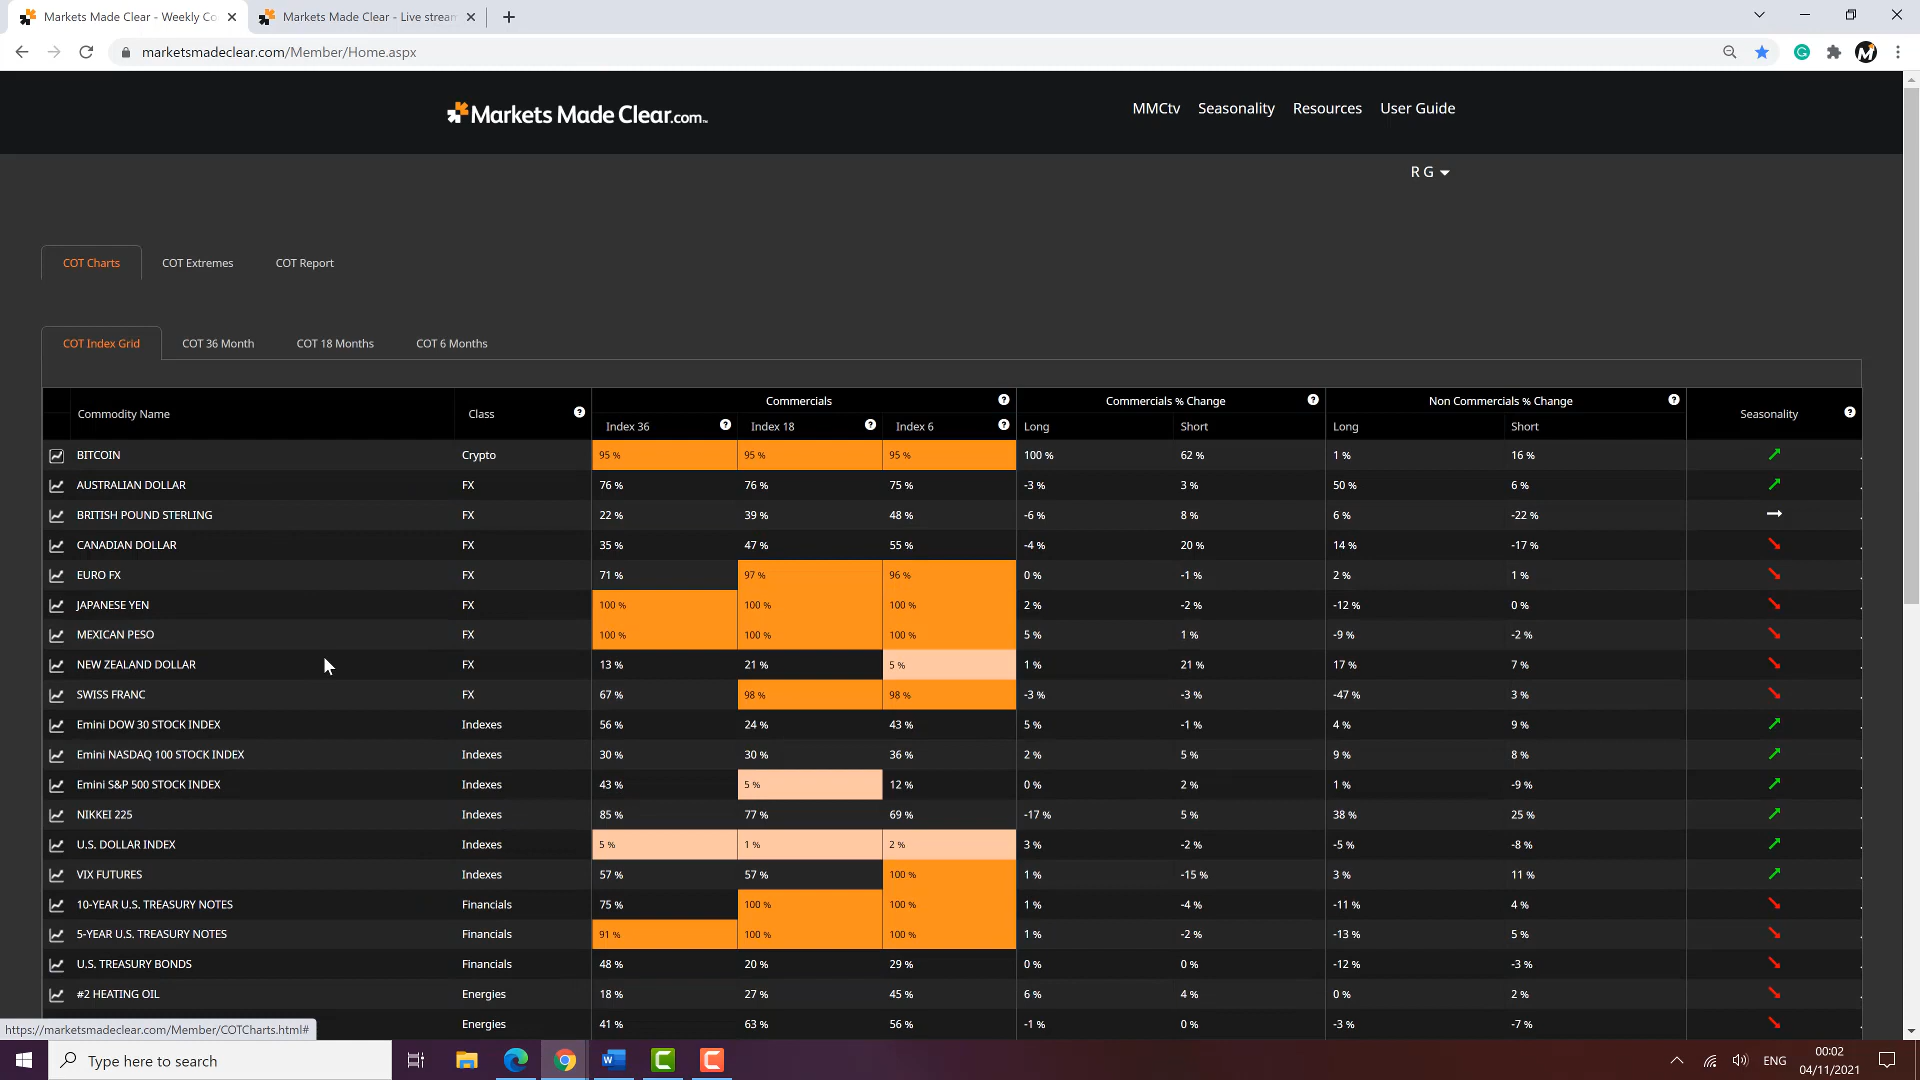 Markets Made Clear - Weekly Co
Markets Made Clear - Live stream
marketsmadeclear.com/Member/Home.aspx
Markets Made Clear.com
MMCtv Seasonality Resources User Guide
R G
COT Charts COT Extremes COT Report
COT Index Grid COT 36 Month COT 18 Months COT 6 Months
Commercials Commercials % Change Non Commercials % Change
Commodity Name Class Seasonality
Index 36 Index 18 Index 6 Long Short Long Short
BITCOIN Crypto 95 % 95 % 95 % 100 % 62 % 1 % 16 %
AUSTRALIAN DOLLAR FX 76 % 76 % 75 % -3 % 3 % 50 % 6 %
BRITISH POUND STERLING FX 22 % 39 % 48 % -6 % 8 % 6 % -22 %
CANADIAN DOLLAR FX 35 % 47 % 55 % -4 % 20 % 14 % -17 %
EURO FX FX 71 % 97 % 96 % 0 % -1 % 2 % 1 %
JAPANESE YEN FX 100 % 100 % 100 % 2 % -2 % -12 % 0 %
MEXICAN PESO FX 100 % 100 % 100 % 5 % 1 % -9 % -2 %
NEW ZEALAND DOLLAR FX 13 % 21 % 5 % 1 % 21 % 17 % 7 %
SWISS FRANC FX 67 % 98 % 98 % -3 % -3 % -47 % 3 %
Emini DOW 30 STOCK INDEX Indexes 56 % 24 % 43 % 5 % -1 % 4 % 9 %
Emini NASDAQ 100 STOCK INDEX Indexes 30 % 30 % 36 % 2 % 5 % 9 % 8 %
Emini S&P 500 STOCK INDEX Indexes 43 % 5 % 12 % 0 % 2 % 1 % -9 %
NIKKEI 225 Indexes 85 % 77 % 69 % -17 % 5 % 38 % 25 %
U.S. DOLLAR INDEX Indexes 5 % 1 % 2 % 3 % -2 % -5 % -8 %
VIX FUTURES Indexes 57 % 57 % 100 % 1 % -15 % 3 % 11 %
10-YEAR U.S. TREASURY NOTES Financials 75 % 100 % 100 % 1 % -4 % -11 % 4 %
5-YEAR U.S. TREASURY NOTES Financials 91 % 100 % 100 % 1 % -2 % -13 % 5 %
U.S. TREASURY BONDS Financials 48 % 20 % 29 % 0 % 0 % -12 % -3 %
#2 HEATING OIL Energies 18 % 27 % 45 % 6 % 4 % 0 % 2 %
Energies 41 % 63 % 56 % -1 % 0 % -3 % -7 %
https://marketsmadeclear.com/Member/COTCharts.html#
Type here to search
ENG
00:02
04/11/2021